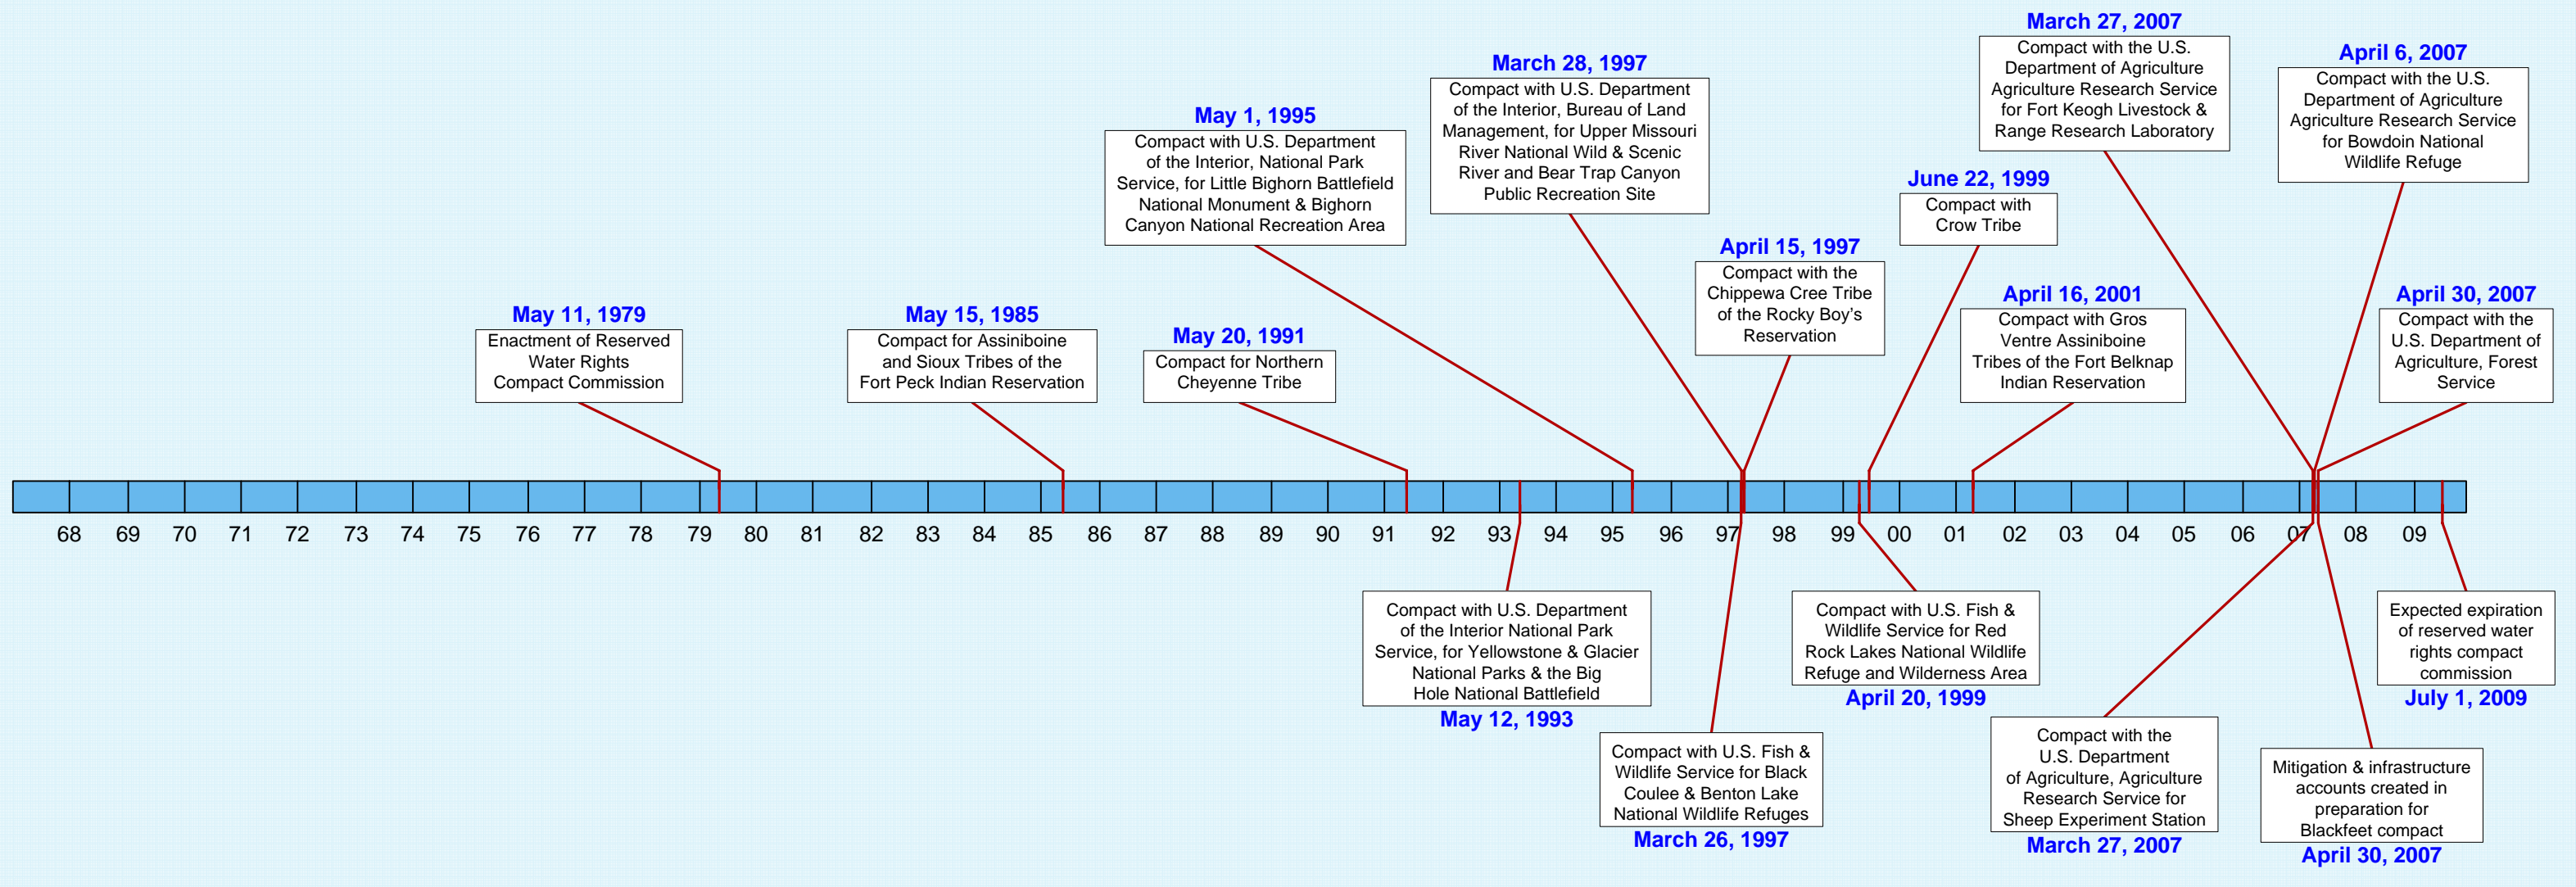 March 27, 2007
Compact with the U.S.
Department of Agriculture
Agriculture Research Service
for Fort Keogh Livestock &
Range Research Laboratory
April 6, 2007
Compact with the U.S.
Department of Agriculture
Agriculture Research Service
for Bowdoin National
Wildlife Refuge
March 28, 1997
Compact with U.S. Department
of the Interior, Bureau of Land
Management, for Upper Missouri
River National Wild & Scenic
River and Bear Trap Canyon
Public Recreation Site
May 1, 1995
Compact with U.S. Department
of the Interior, National Park
Service, for Little Bighorn Battlefield
National Monument & Bighorn
Canyon National Recreation Area
June 22, 1999
Compact with
Crow Tribe
April 15, 1997
Compact with the
Chippewa Cree Tribe
of the Rocky Boy's
Reservation
May 11, 1979
Enactment of Reserved
Water Rights
Compact Commission
May 15, 1985
Compact for Assiniboine
and Sioux Tribes of the
Fort Peck Indian Reservation
May 20, 1991
Compact for Northern
Cheyenne Tribe
April 16, 2001
Compact with Gros
Ventre Assiniboine
Tribes of the Fort Belknap
Indian Reservation
April 30, 2007
Compact with the
U.S. Department of
Agriculture, Forest
Service
68 69 70 71 72 73 74 75 76 77 78 79 80 81 82 83 84 85 86 87 88 89 90 91 92 93 94 95 96 97 98 99 00 01 02 03 04 05 06 07 08 09
Compact with U.S. Department
of the Interior National Park
Service, for Yellowstone & Glacier
National Parks & the Big
Hole National Battlefield
May 12, 1993
Compact with U.S. Fish &
Wildlife Service for Black
Coulee & Benton Lake
National Wildlife Refuges
March 26, 1997
Compact with U.S. Fish &
Wildlife Service for Red
Rock Lakes National Wildlife
Refuge and Wilderness Area
April 20, 1999
Compact with the
U.S. Department
of Agriculture, Agriculture
Research Service for
Sheep Experiment Station
March 27, 2007
Mitigation & infrastructure
accounts created in
preparation for
Blackfeet compact
April 30, 2007
Expected expiration
of reserved water
rights compact
commission
July 1, 2009